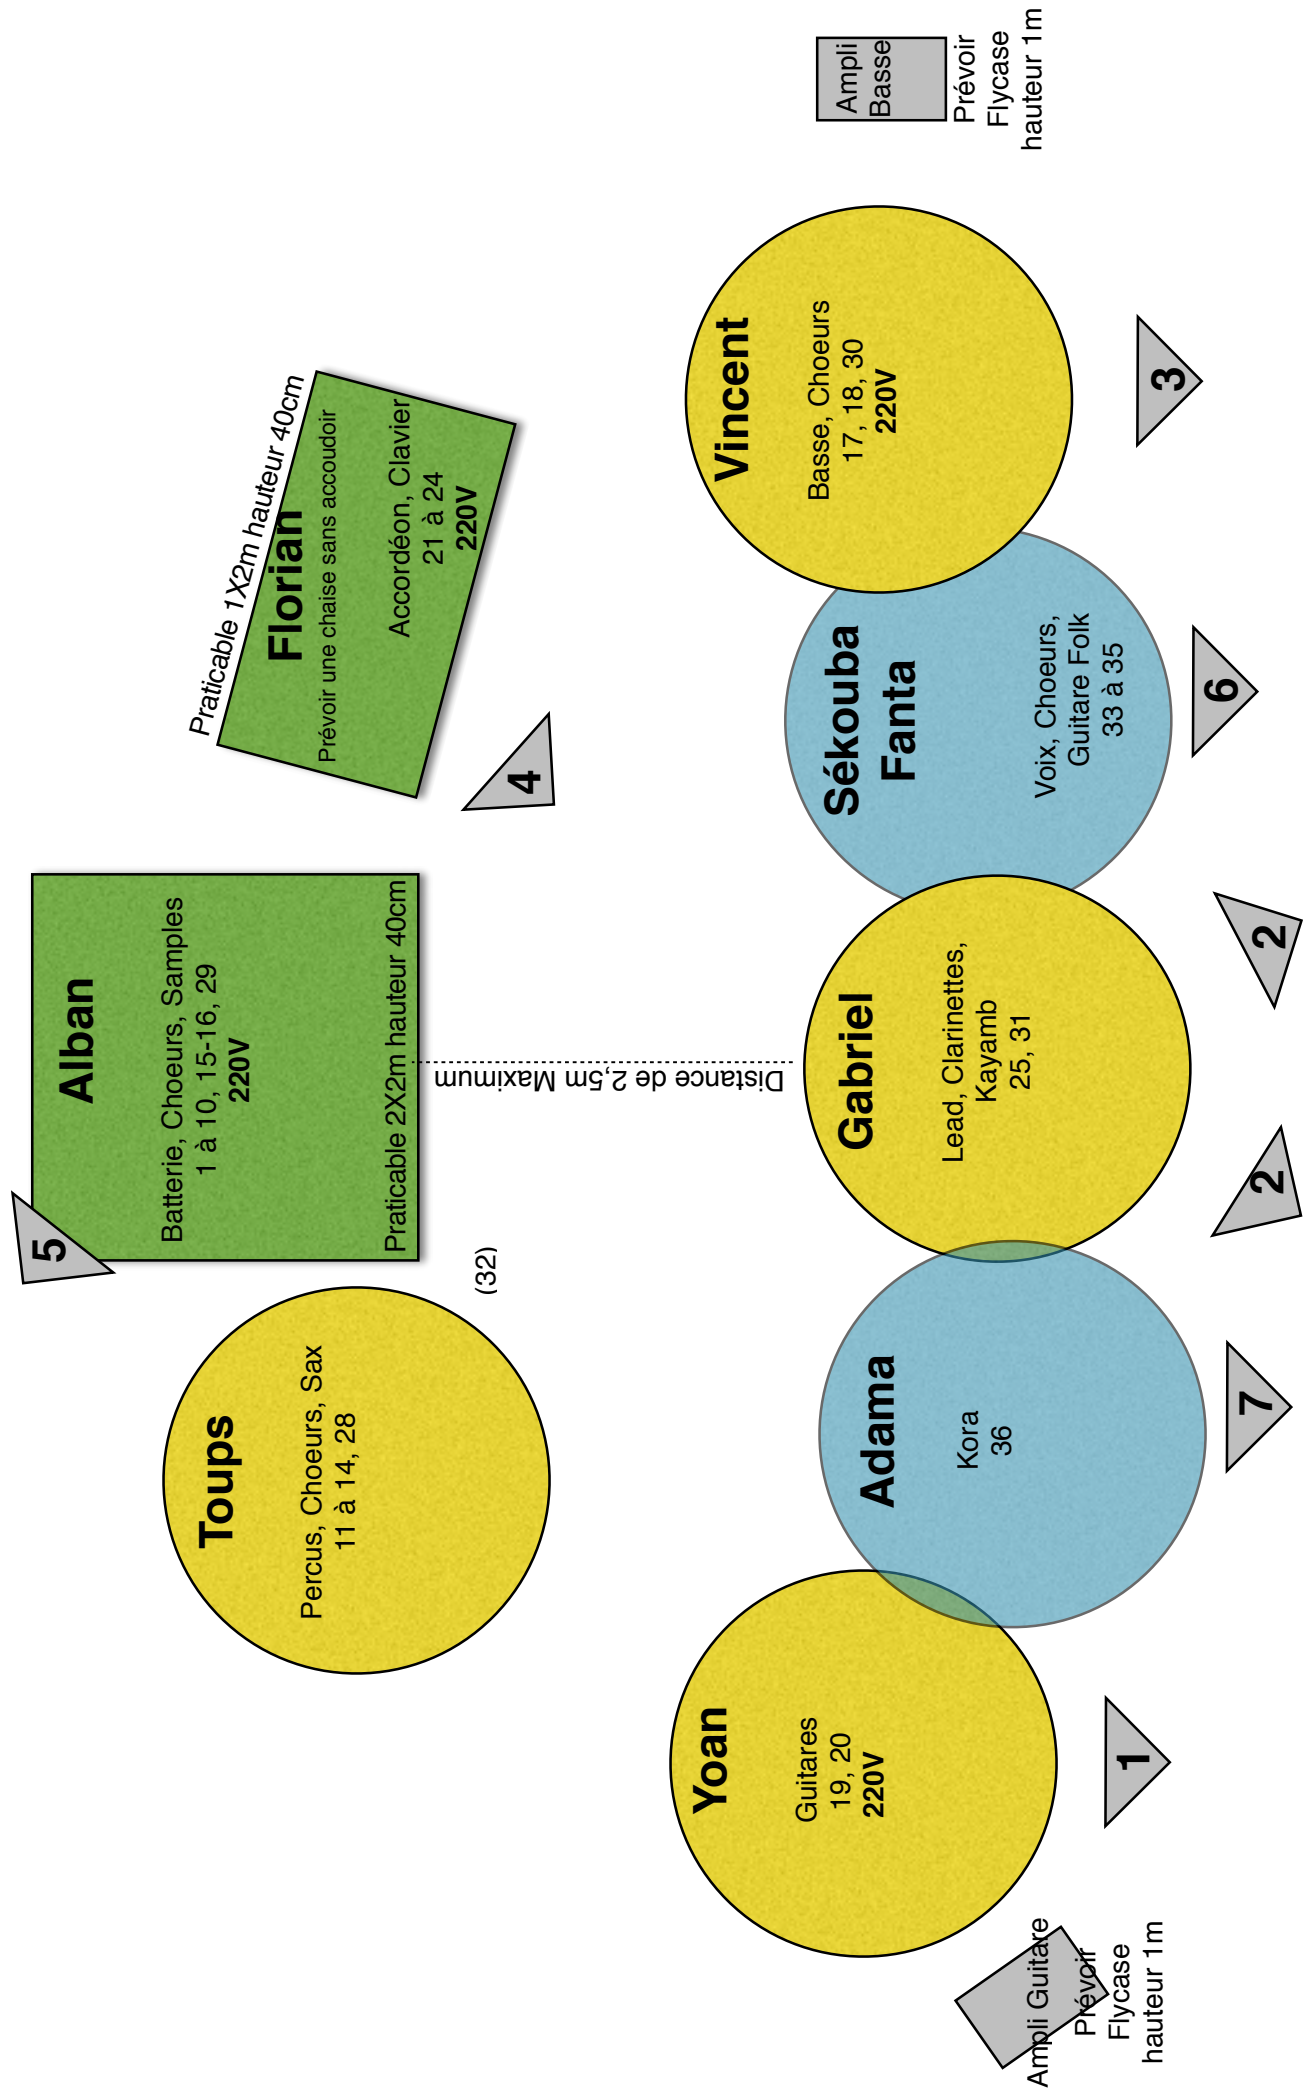 Alban
Batterie, Choeurs, Samples
1 à 10, 15-16, 29
220V
Praticable 2X2m hauteur 40cm
5
Toups
Percus, Choeurs, Sax
11 à 14, 28
(32)
Praticable 1X2m hauteur 40cm
Florian
Prévoir une chaise sans accoudoir
Accordéon, Clavier
21 à 24
220V
4
Distance de 2,5m Maximum
Yoan
Guitares
19, 20
220V
1
Ampli Guitare
Prévoir
Flycase
hauteur 1m
Adama
Kora
36
7
Gabriel
Lead, Clarinettes,
Kayamb
25, 31
2
2
Sékouba
Fanta
Voix, Choeurs,
Guitare Folk
33 à 35
6
Vincent
Basse, Choeurs
17, 18, 30
220V
3
Ampli
Basse
Prévoir
Flycase
hauteur 1m